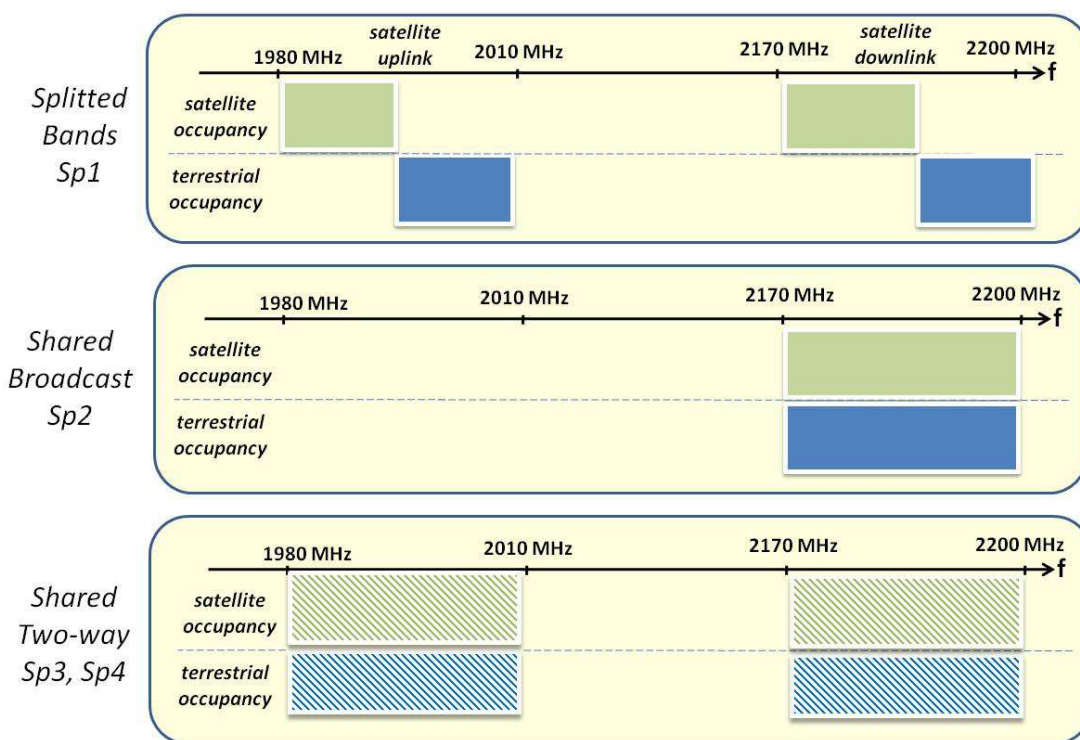 Splitted
Bands
Sp1
1980 MHz
satellite
uplink
2010 MHz
2170 MHz
satellite
downlink
2200 MHz
f
satellite
occupancy
terrestrial
occupancy
Shared
Broadcast
Sp2
1980 MHz
2010 MHz
2170 MHz
2200 MHz
f
satellite
occupancy
terrestrial
occupancy
Shared
Two-way
Sp3, Sp4
1980 MHz
2010 MHz
2170 MHz
2200 MHz
f
satellite
occupancy
terrestrial
occupancy